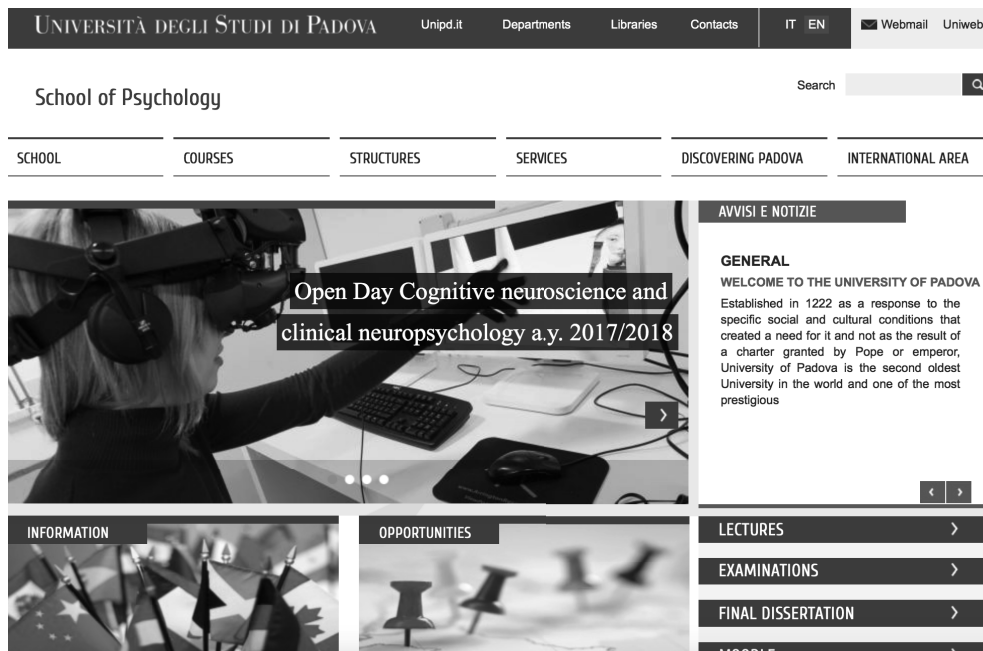 UNIVERSITÀ DEGLI STUDI DI PADOVA
Unipd.it Departments Libraries Contacts IT EN Webmail Uniweb
School of Psychology
Search
SCHOOL COURSES STRUCTURES SERVICES DISCOVERING PADOVA INTERNATIONAL AREA
Open Day Cognitive neuroscience and
clinical neuropsychology a.y. 2017/2018
AVVISI E NOTIZIE
GENERAL
WELCOME TO THE UNIVERSITY OF PADOVA
Established in 1222 as a response to the
specific social and cultural conditions that
created a need for it and not as the result of
a charter granted by Pope or emperor,
University of Padova is the second oldest
University in the world and one of the most
prestigious
INFORMATION
OPPORTUNITIES
LECTURES
EXAMINATIONS
FINAL DISSERTATION